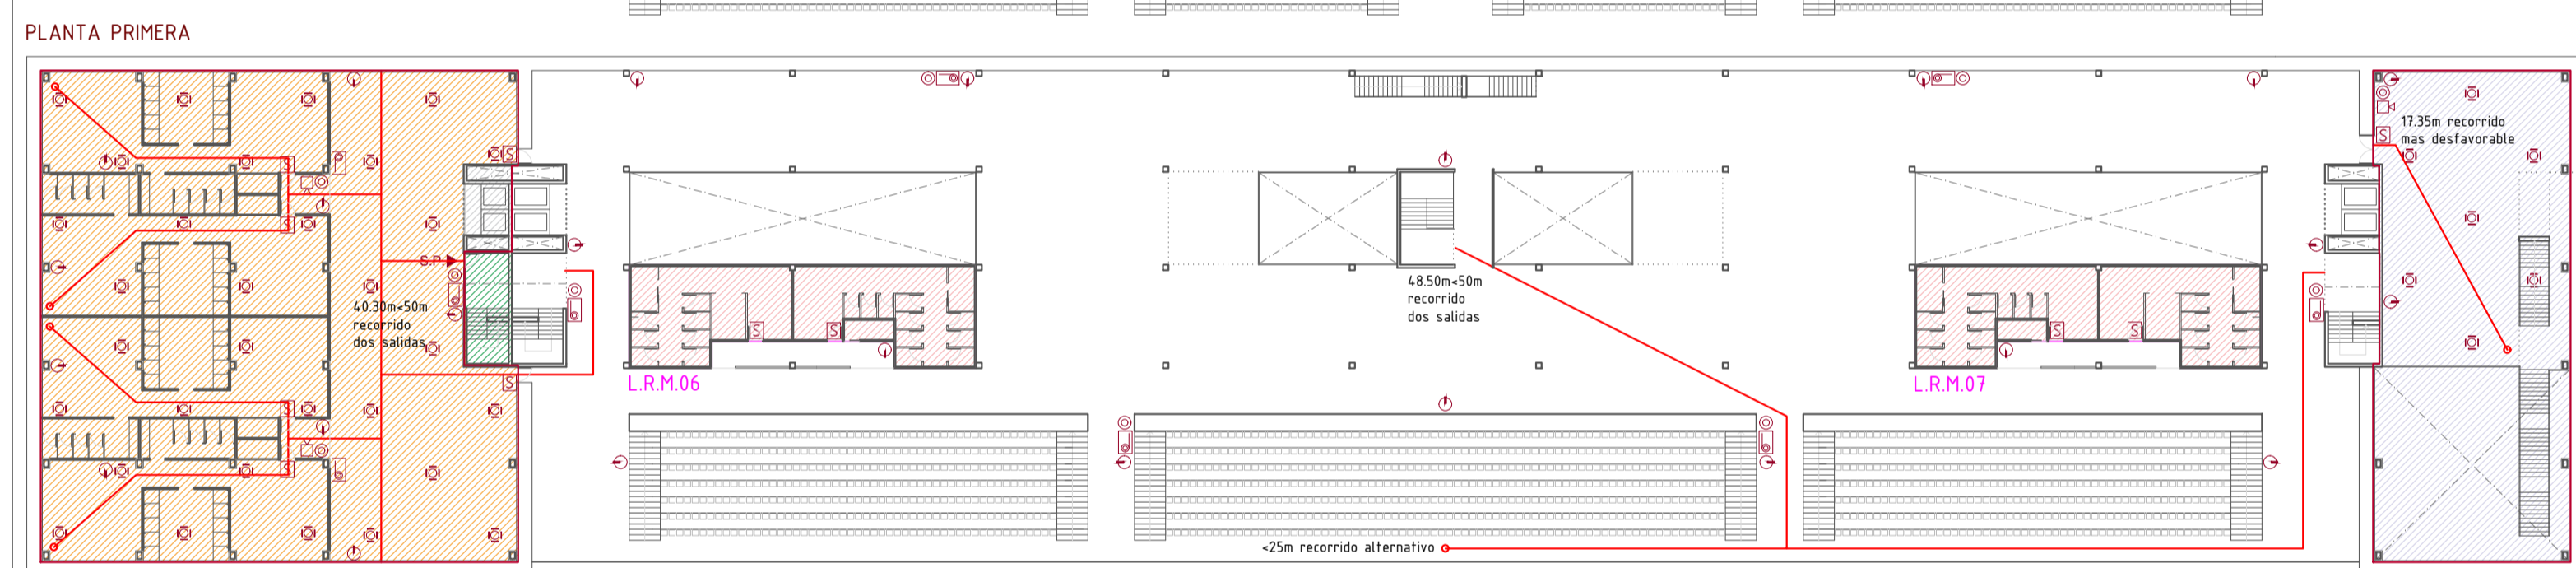 PLANTA PRIMERA
17.35m recorrido
mas desfavorable
S
S
S
S
S.P.
40.30m<50m
recorrido
dos salidas
48.50m<50m
recorrido
dos salidas
S
S
S
S
S
L.R.M.06
L.R.M.07
S
S
<25m recorrido alternativo